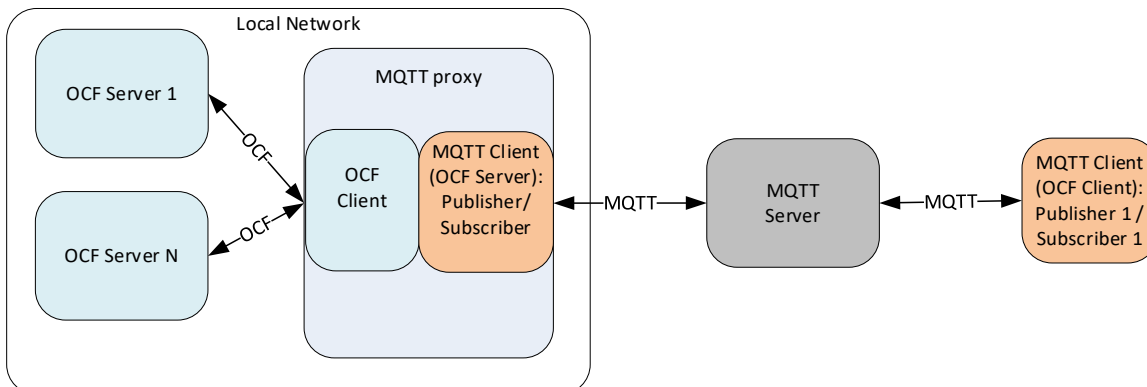 Local Network
OCF Server 1
OCF
OCF
OCF Server N
MQTT proxy
OCF
Client
MQTT Client
(OCF Server):
Publisher/
Subscriber
MQTT
MQTT
Server
MQTT
MQTT Client
(OCF Client):
Publisher 1 /
Subscriber 1